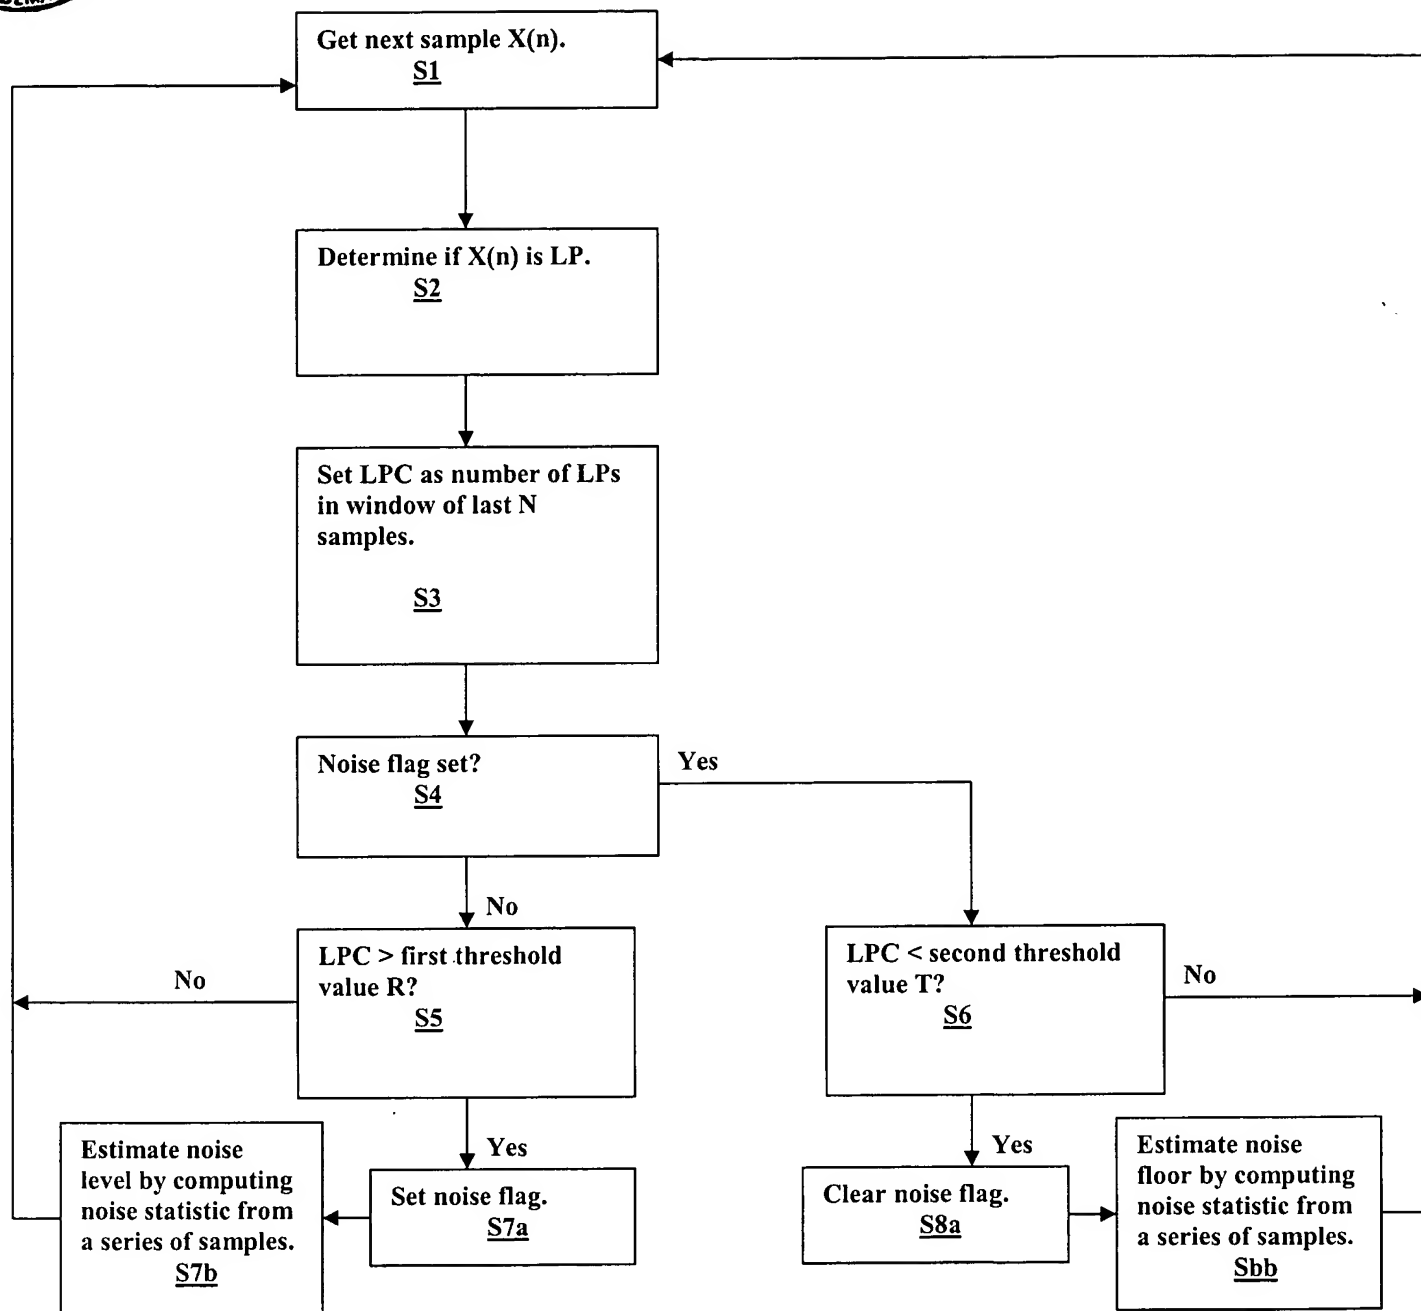 Get next sample X(n).
S1
Determine if X(n) is LP.
S2
Set LPC as number of LPs
in window of last N
samples.
S3
Noise flag set?
S4
Yes
No
LPC > first threshold
value R?
S5
No
Yes
LPC < second threshold
value T?
S6
No
Yes
Estimate noise
level by computing
noise statistic from
a series of samples.
S7b
Set noise flag.
S7a
Clear noise flag.
S8a
Estimate noise
floor by computing
noise statistic from
a series of samples.
Sbb